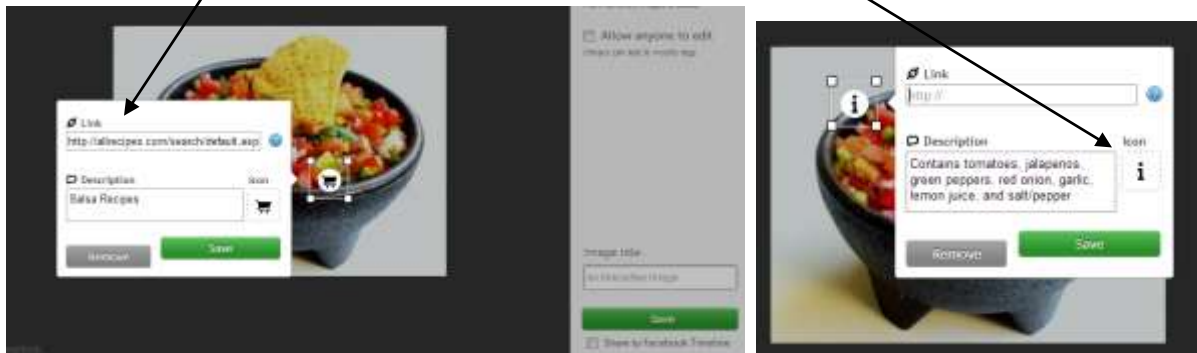 Allow anyone to edit
Link
http://allrecipes.com/search/default.asp
Description
Icon
Salsa Recipes
Remove
Save
Image title
Save
Share to Facebook Timeline
Link
http://
Description
Icon
Contains tomatoes, jalapenos,
green peppers, red onion, garlic,
lemon juice, and salt/pepper
Remove
Save